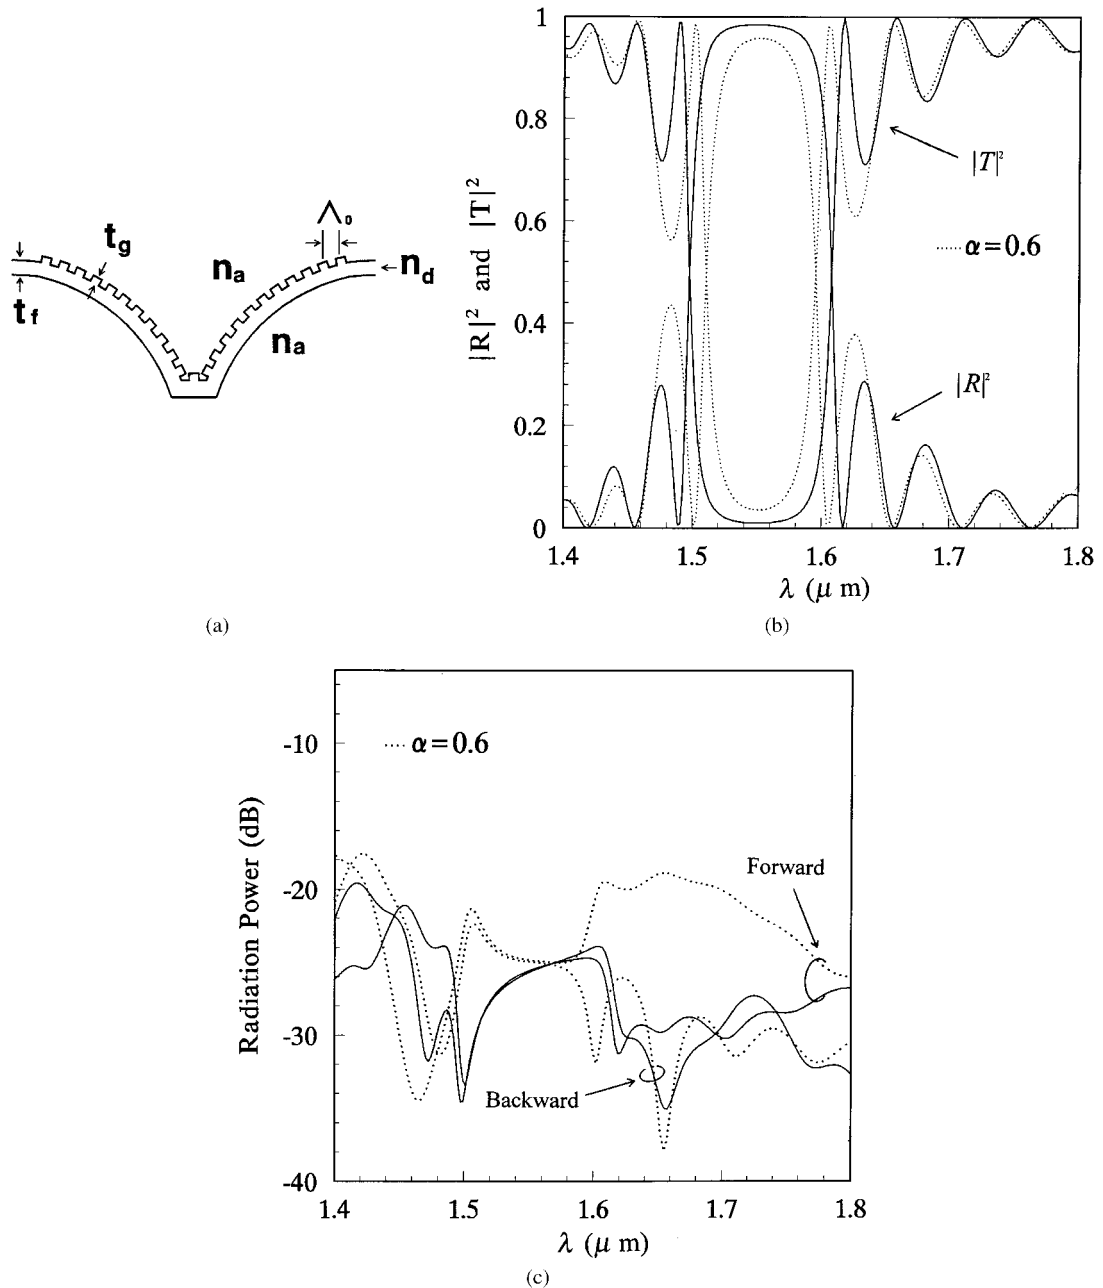 t_g
Λ_0
n_a
n_d
t_f
n_a
(a)
|R|² and |T|²
1
0.8
0.6
0.4
0.2
0
|T|²
α=0.6
|R|²
1.4
1.5
1.6
1.7
1.8
λ (μ m)
(b)
Radiation Power (dB)
-10
-20
-30
-40
α=0.6
Forward
Backward
1.4
1.5
1.6
1.7
1.8
λ (μ m)
(c)